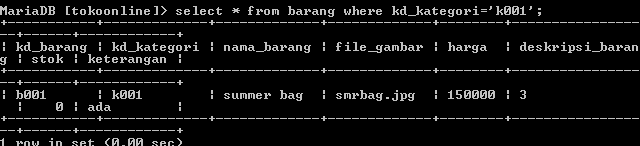 MariaDB [tokoonline]> select * from barang where kd_kategori='k001';
+-----------+-------------+-------------+-------------+--------+---------------
--+------+------------+
| kd_barang | kd_kategori | nama_barang | file_gambar | harga  | deskripsi_baran
g | stok | keterangan |
+-----------+-------------+-------------+-------------+--------+---------------
--+------+------------+
| b001      | k001        | summer bag  | smrbag.jpg  | 150000 | 3
  |    0 | ada        |
+-----------+-------------+-------------+-------------+--------+---------------
--+------+------------+
1 row in set (0.00 sec)